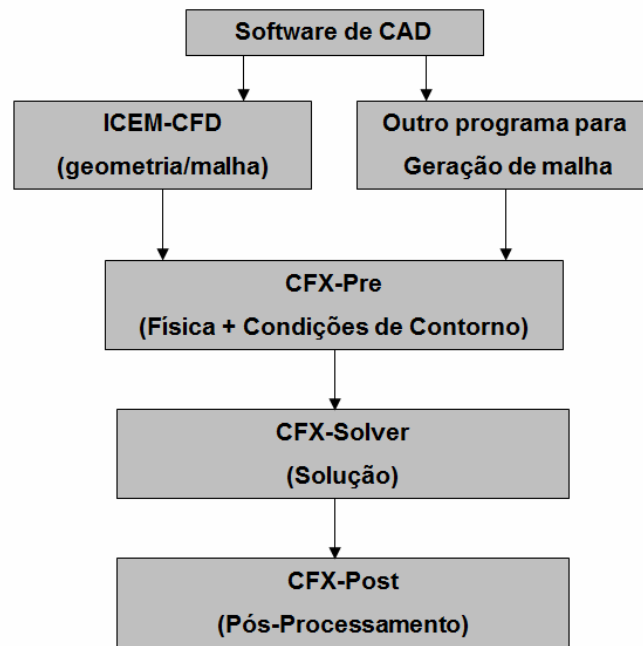 Software de CAD
ICEM-CFD
(geometria/malha)
Outro programa para
Geração de malha
CFX-Pre
(Física + Condições de Contorno)
CFX-Solver
(Solução)
CFX-Post
(Pós-Processamento)